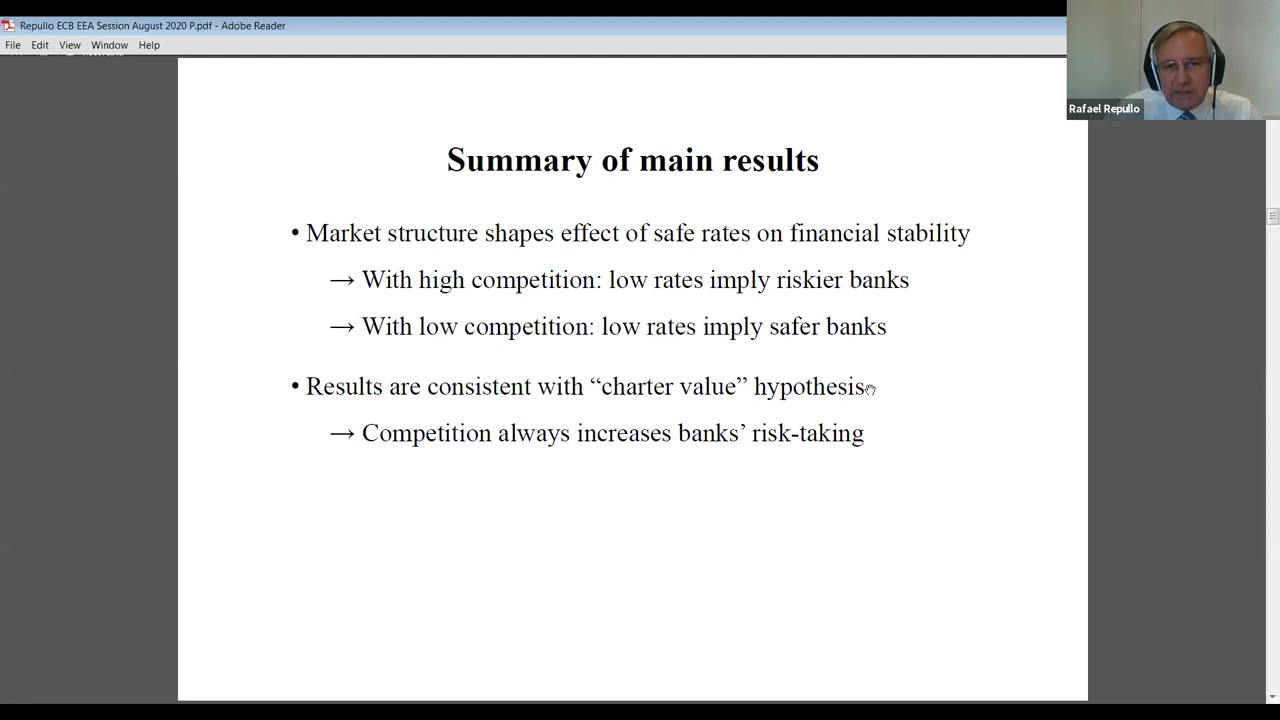 Repullo ECB EEA Session August 2020 P.pdf - Adobe Reader
File Edit View Window Help
Rafael Repullo
Summary of main results
• Market structure shapes effect of safe rates on financial stability
→ With high competition: low rates imply riskier banks
→ With low competition: low rates imply safer banks
• Results are consistent with “charter value” hypothesis
→ Competition always increases banks’ risk-taking